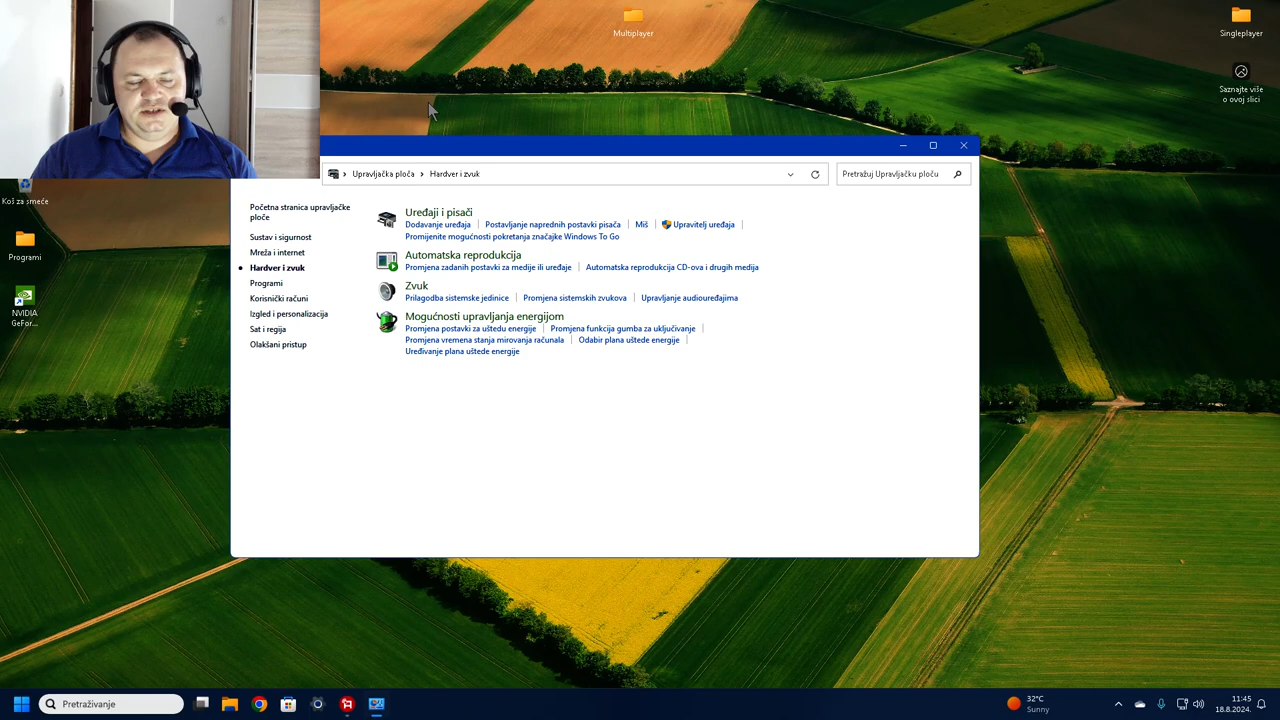 Multiplayer
Singleplayer
Saznajte više
o ovoj slici
Koš za smeće
Programi
NVIDIA
GeFor...
Upravljačka ploča > Hardver i zvuk
Pretražuj Upravljačku ploču
Početna stranica upravljačke
ploče
Sustav i sigurnost
Mreža i internet
Hardver i zvuk
Programi
Korisnički računi
Izgled i personalizacija
Sat i regija
Olakšani pristup
Uređaji i pisači
Dodavanje uređaja | Postavljanje naprednih postavki pisača | Miš | Upravitelj uređaja |
Promijenite mogućnosti pokretanja značajke Windows To Go
Automatska reprodukcija
Promjena zadanih postavki za medije ili uređaje | Automatska reprodukcija CD-ova i drugih medija
Zvuk
Prilagodba sistemske jedinice | Promjena sistemskih zvukova | Upravljanje audiouređajima
Mogućnosti upravljanja energijom
Promjena postavki za uštedu energije | Promjena funkcija gumba za uključivanje |
Promjena vremena stanja mirovanja računala | Odabir plana uštede energije |
Uređivanje plana uštede energije
Pretraživanje
32°C
Sunny
11:45
18.8.2024.